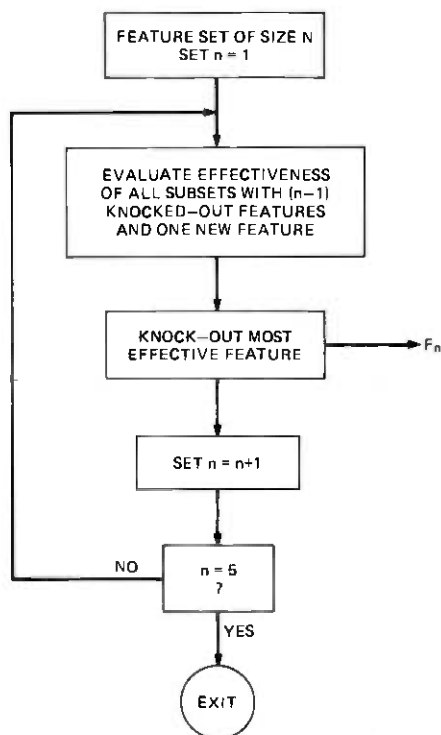 FEATURE SET OF SIZE N
SET n = 1
EVALUATE EFFECTIVENESS
OF ALL SUBSETS WITH (n–1)
KNOCKED–OUT FEATURES
AND ONE NEW FEATURE
KNOCK–OUT MOST
EFFECTIVE FEATURE
Fn
SET n = n+1
NO
n = 6
?
YES
EXIT